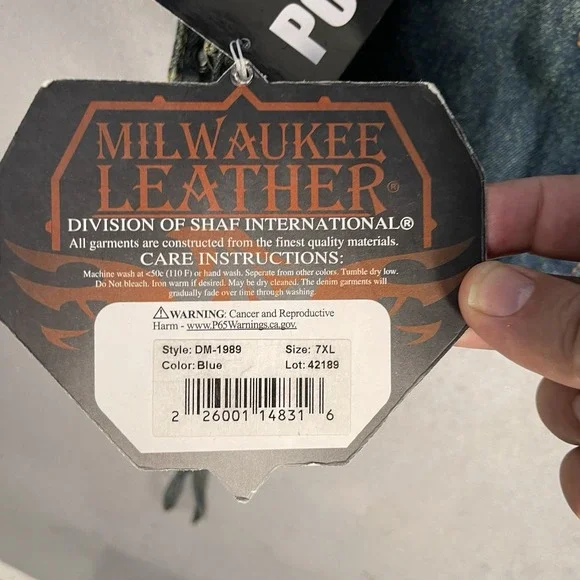 PO
MILWAUKEE
LEATHER®
DIVISION OF SHAF INTERNATIONAL®
All garments are constructed from the finest quality materials.
CARE INSTRUCTIONS:
Machine wash at <50c (110 F) or hand wash. Separate from other colors. Tumble dry low.
Do Not bleach. Iron warm if desired. May be dry cleaned. The denim garments will
gradually fade over time through washing.
⚠WARNING: Cancer and Reproductive
Harm - www.P65Warnings.ca.gov.
Style: DM-1989 Size: 7XL
Color: Blue Lot: 42189
2 26001 14831 6